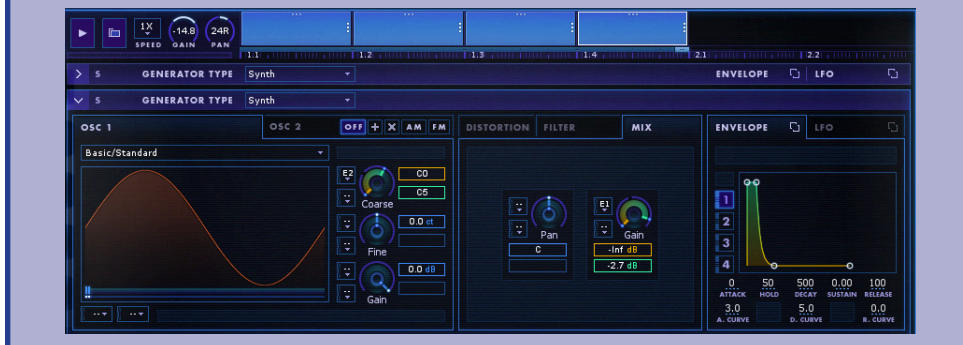 1X -14.8 24R
SPEED GAIN PAN
1.1 1.2 1.3 1.4 2.1 2.2
S GENERATOR TYPE Synth ENVELOPE LFO
S GENERATOR TYPE Synth
OSC 1 OSC 2 OFF + X AM FM DISTORTION FILTER MIX ENVELOPE LFO
Basic/Standard
E2 C0
C5
Coarse
0.0 ct
Fine
0.0 dB
Gain
E1
Pan Gain
C -Inf dB
-2.7 dB
1
2
3
4
0 50 500 0.00 100
ATTACK HOLD DECAY SUSTAIN RELEASE
3.0 5.0 0.0
A. CURVE D. CURVE R. CURVE